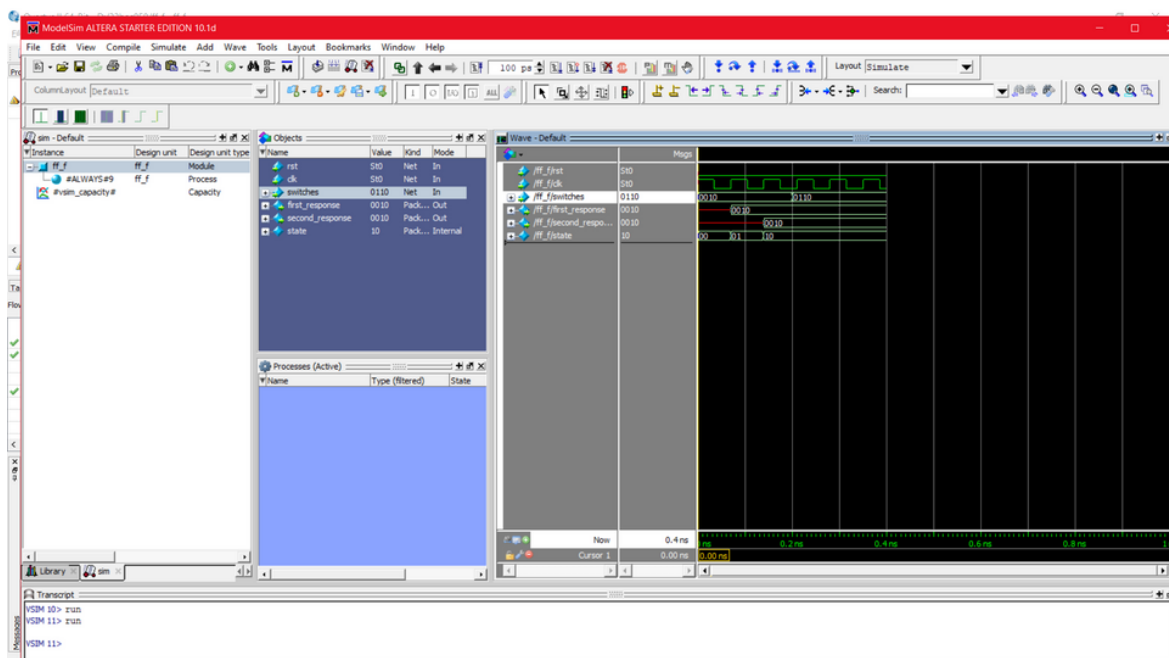 ModelSim ALTERA STARTER EDITION 10.1d
File Edit View Compile Simulate Add Wave Tools Layout Bookmarks Window Help
100 ps
Layout Simulate
ColumnLayout Default
Search:
sim - Default
Instance Design unit Design unit type
ff_f ff_f Module
#ALWAYS#9 ff_f Process
#vsim_capacity# Capacity
Library sim
Objects
Name Value Kind Mode
rst St0 Net In
clk St0 Net In
switches 0110 Net In
first_response 0010 Pack... Out
second_response 0010 Pack... Out
state 10 Pack... Internal
Processes (Active)
Name Type (filtered) State
Wave - Default
Msgs
/ff_f/rst St0
/ff_f/clk St0
/ff_f/switches 0110 0010 0110
/ff_f/first_response 0010 0010
/ff_f/second_respo... 0010 0010
/ff_f/state 10 00 01 10
Now 0.4 ns ns 0.2 ns 0.4 ns 0.6 ns 0.8 ns
Cursor 1 0.00 ns 0.00 ns
Transcript
VSIM 10> run
VSIM 11> run
VSIM 11>
Messages